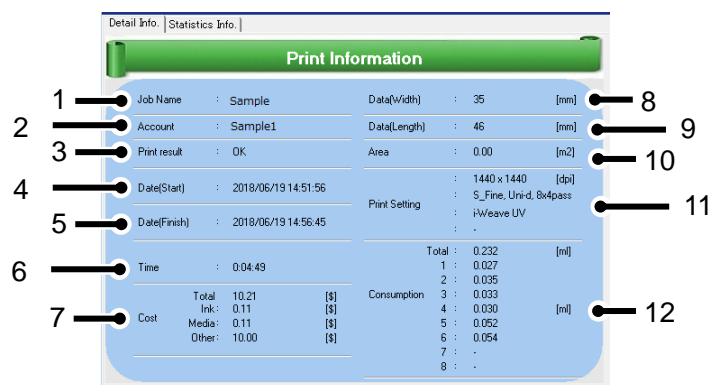 Detail Info. Statistics Info.
Print Information
1 Job Name : Sample
2 Account : Sample1
3 Print result : OK
4 Date(Start) : 2018/06/19 14:51:56
5 Date(Finish) : 2018/06/19 14:56:45
6 Time : 0:04:49
7 Cost
Total 10.21 [$]
Ink : 0.11 [$]
Media : 0.11 [$]
Other : 10.00 [$]
Data(Width) : 35 [mm] 8
Data(Length) : 46 [mm] 9
Area : 0.00 [m2] 10
Print Setting 11
: 1440 x 1440 [dpi]
: S_Fine, Uni-d, 8x4pass
: i-Weave UV
: -
Consumption 12
Total : 0.232 [ml]
1 : 0.027
2 : 0.035
3 : 0.033
4 : 0.030 [ml]
5 : 0.052
6 : 0.054
7 : -
8 : -